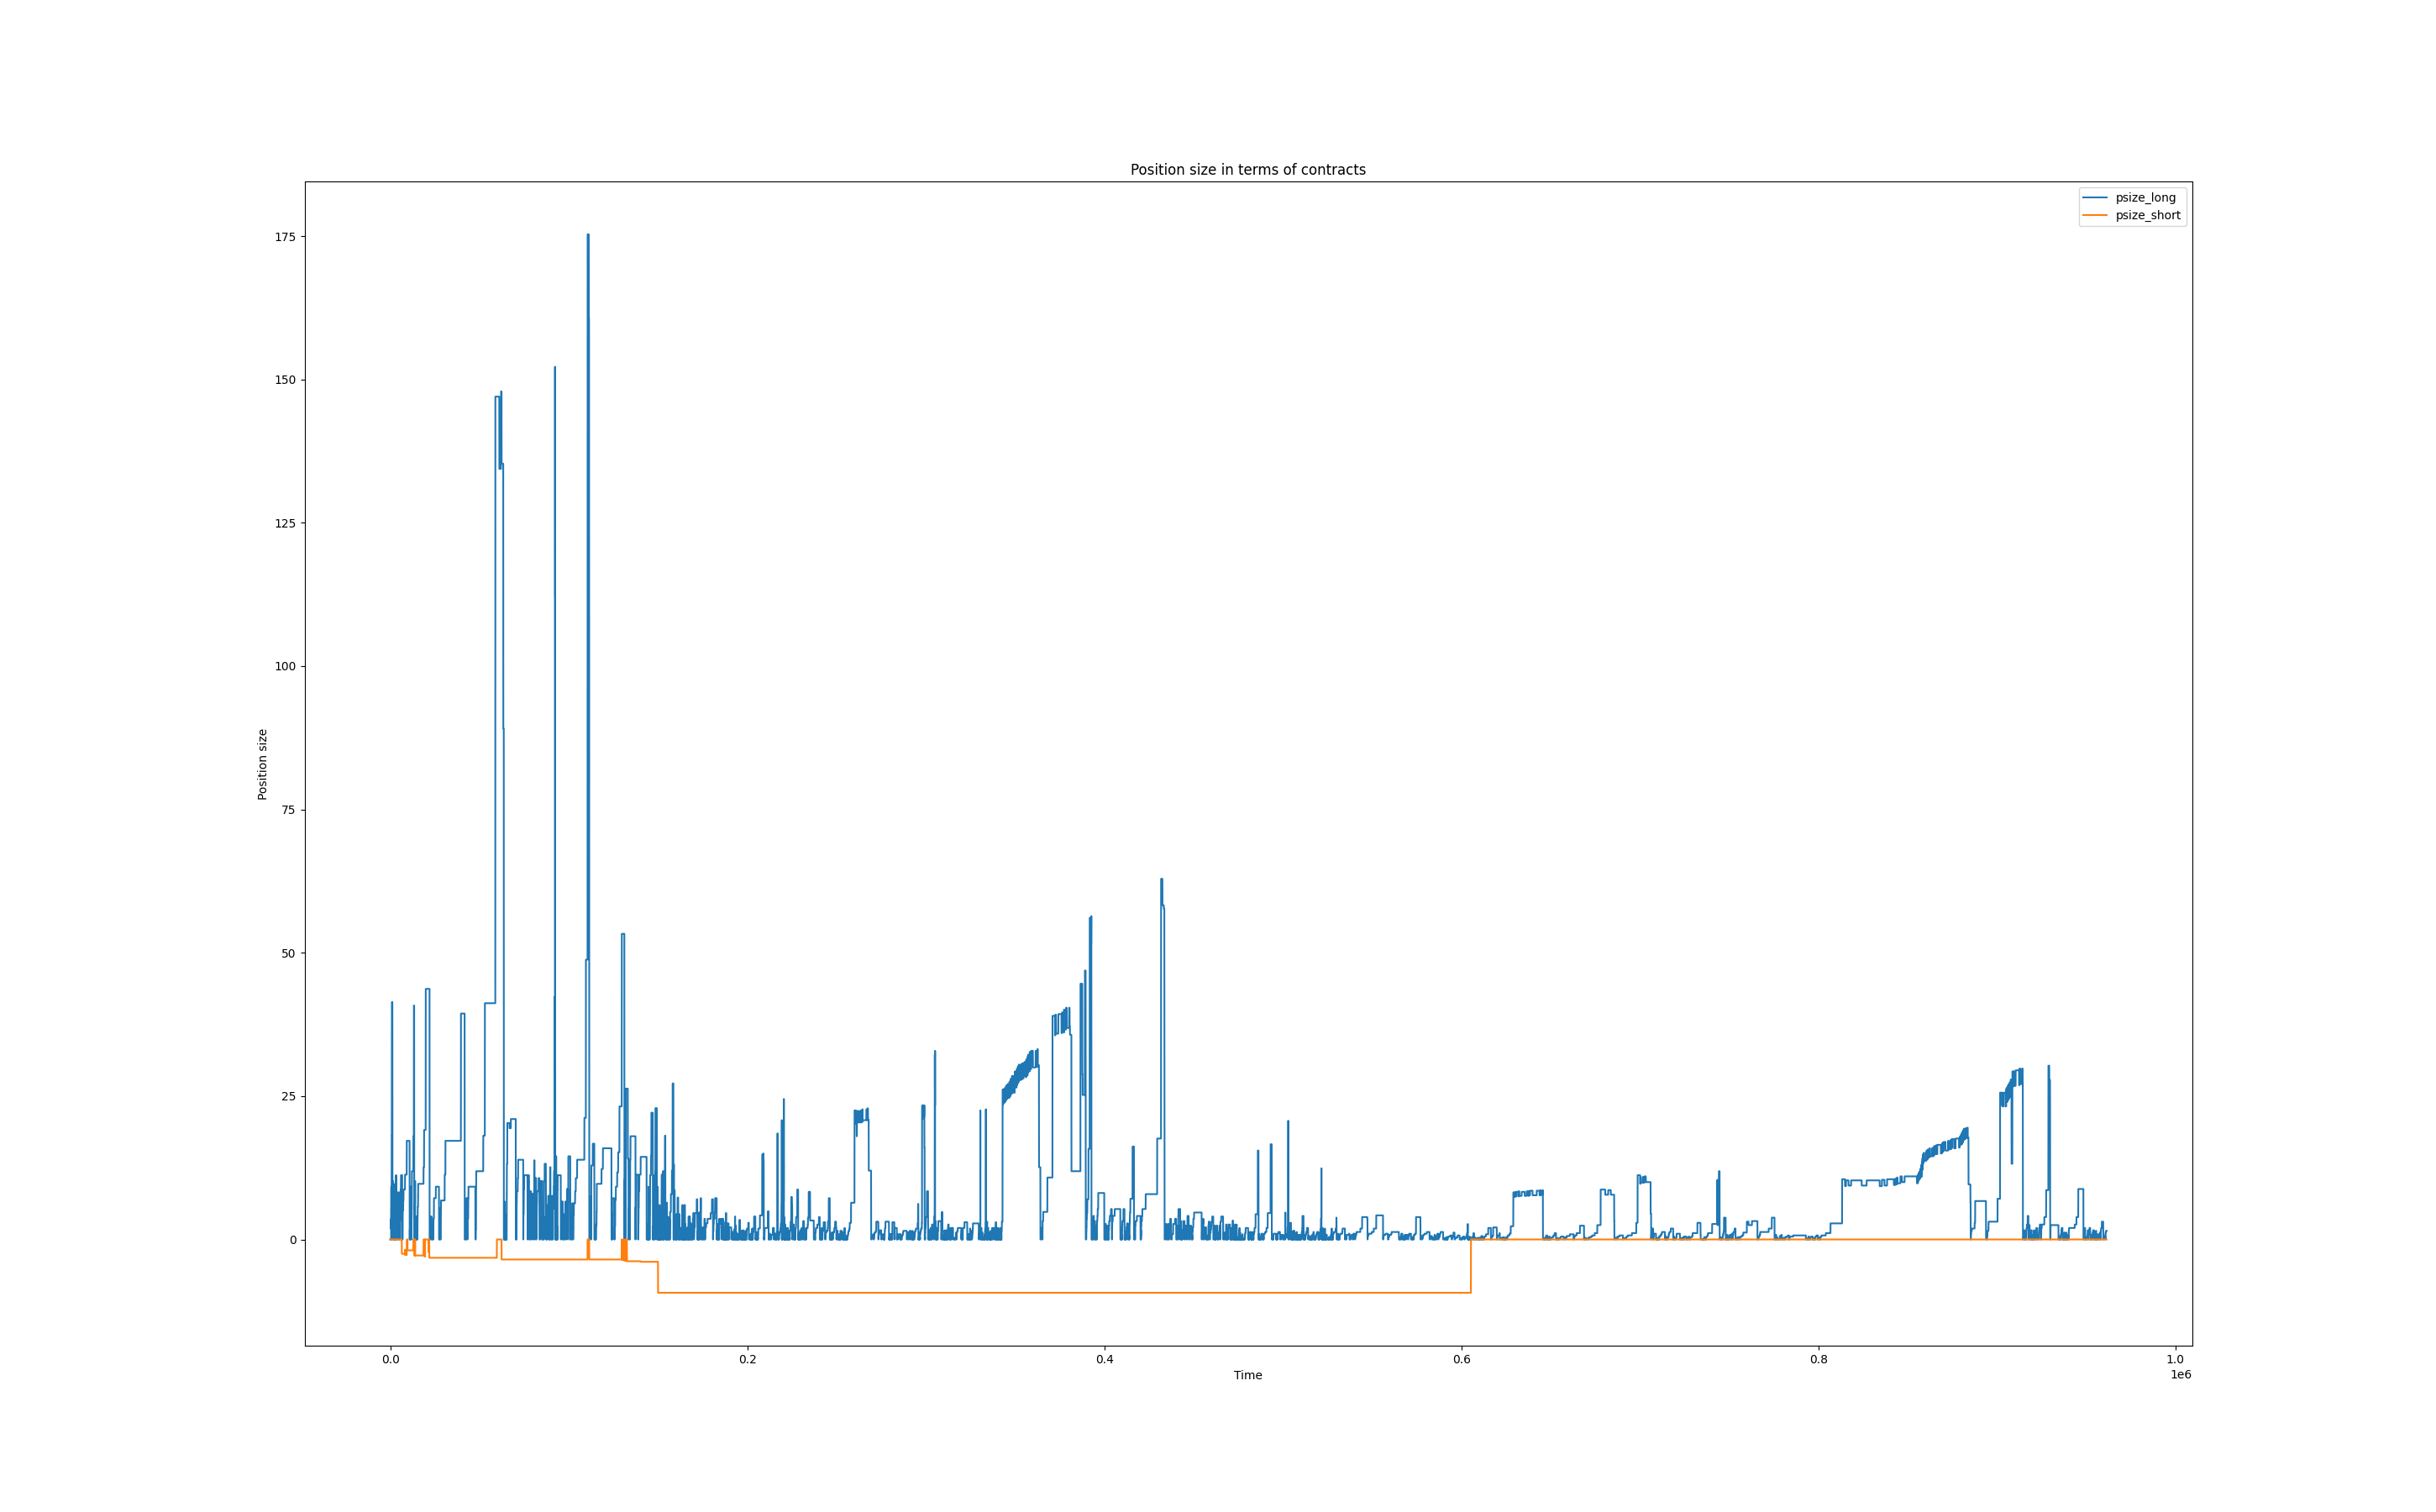 Position size in terms of contracts
psize_long
psize_short
175
150
125
100
75
50
25
0
Position size
0.0 0.2 0.4 0.6 0.8 1.0
Time
1e6